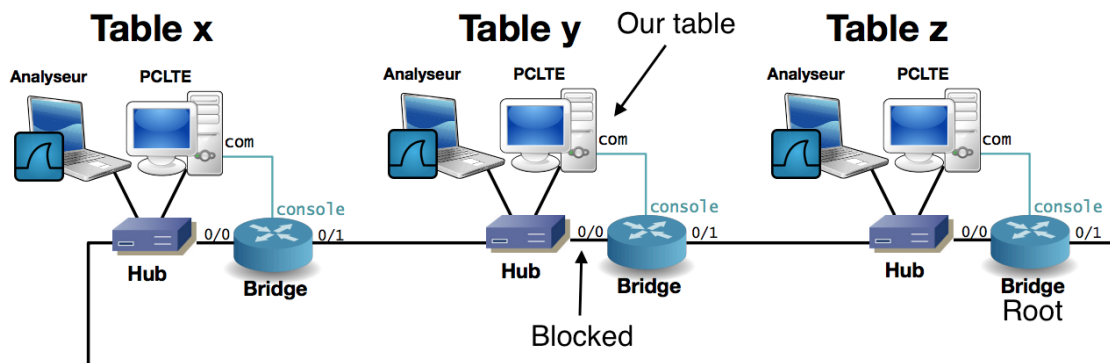 Table x
Table y
Our table
Table z
Analyseur
PCLTE
Analyseur
PCLTE
Analyseur
PCLTE
com
com
com
console
console
console
0/0
0/1
0/0
0/1
0/0
0/1
Hub
Bridge
Hub
Bridge
Hub
Bridge
Root
Blocked